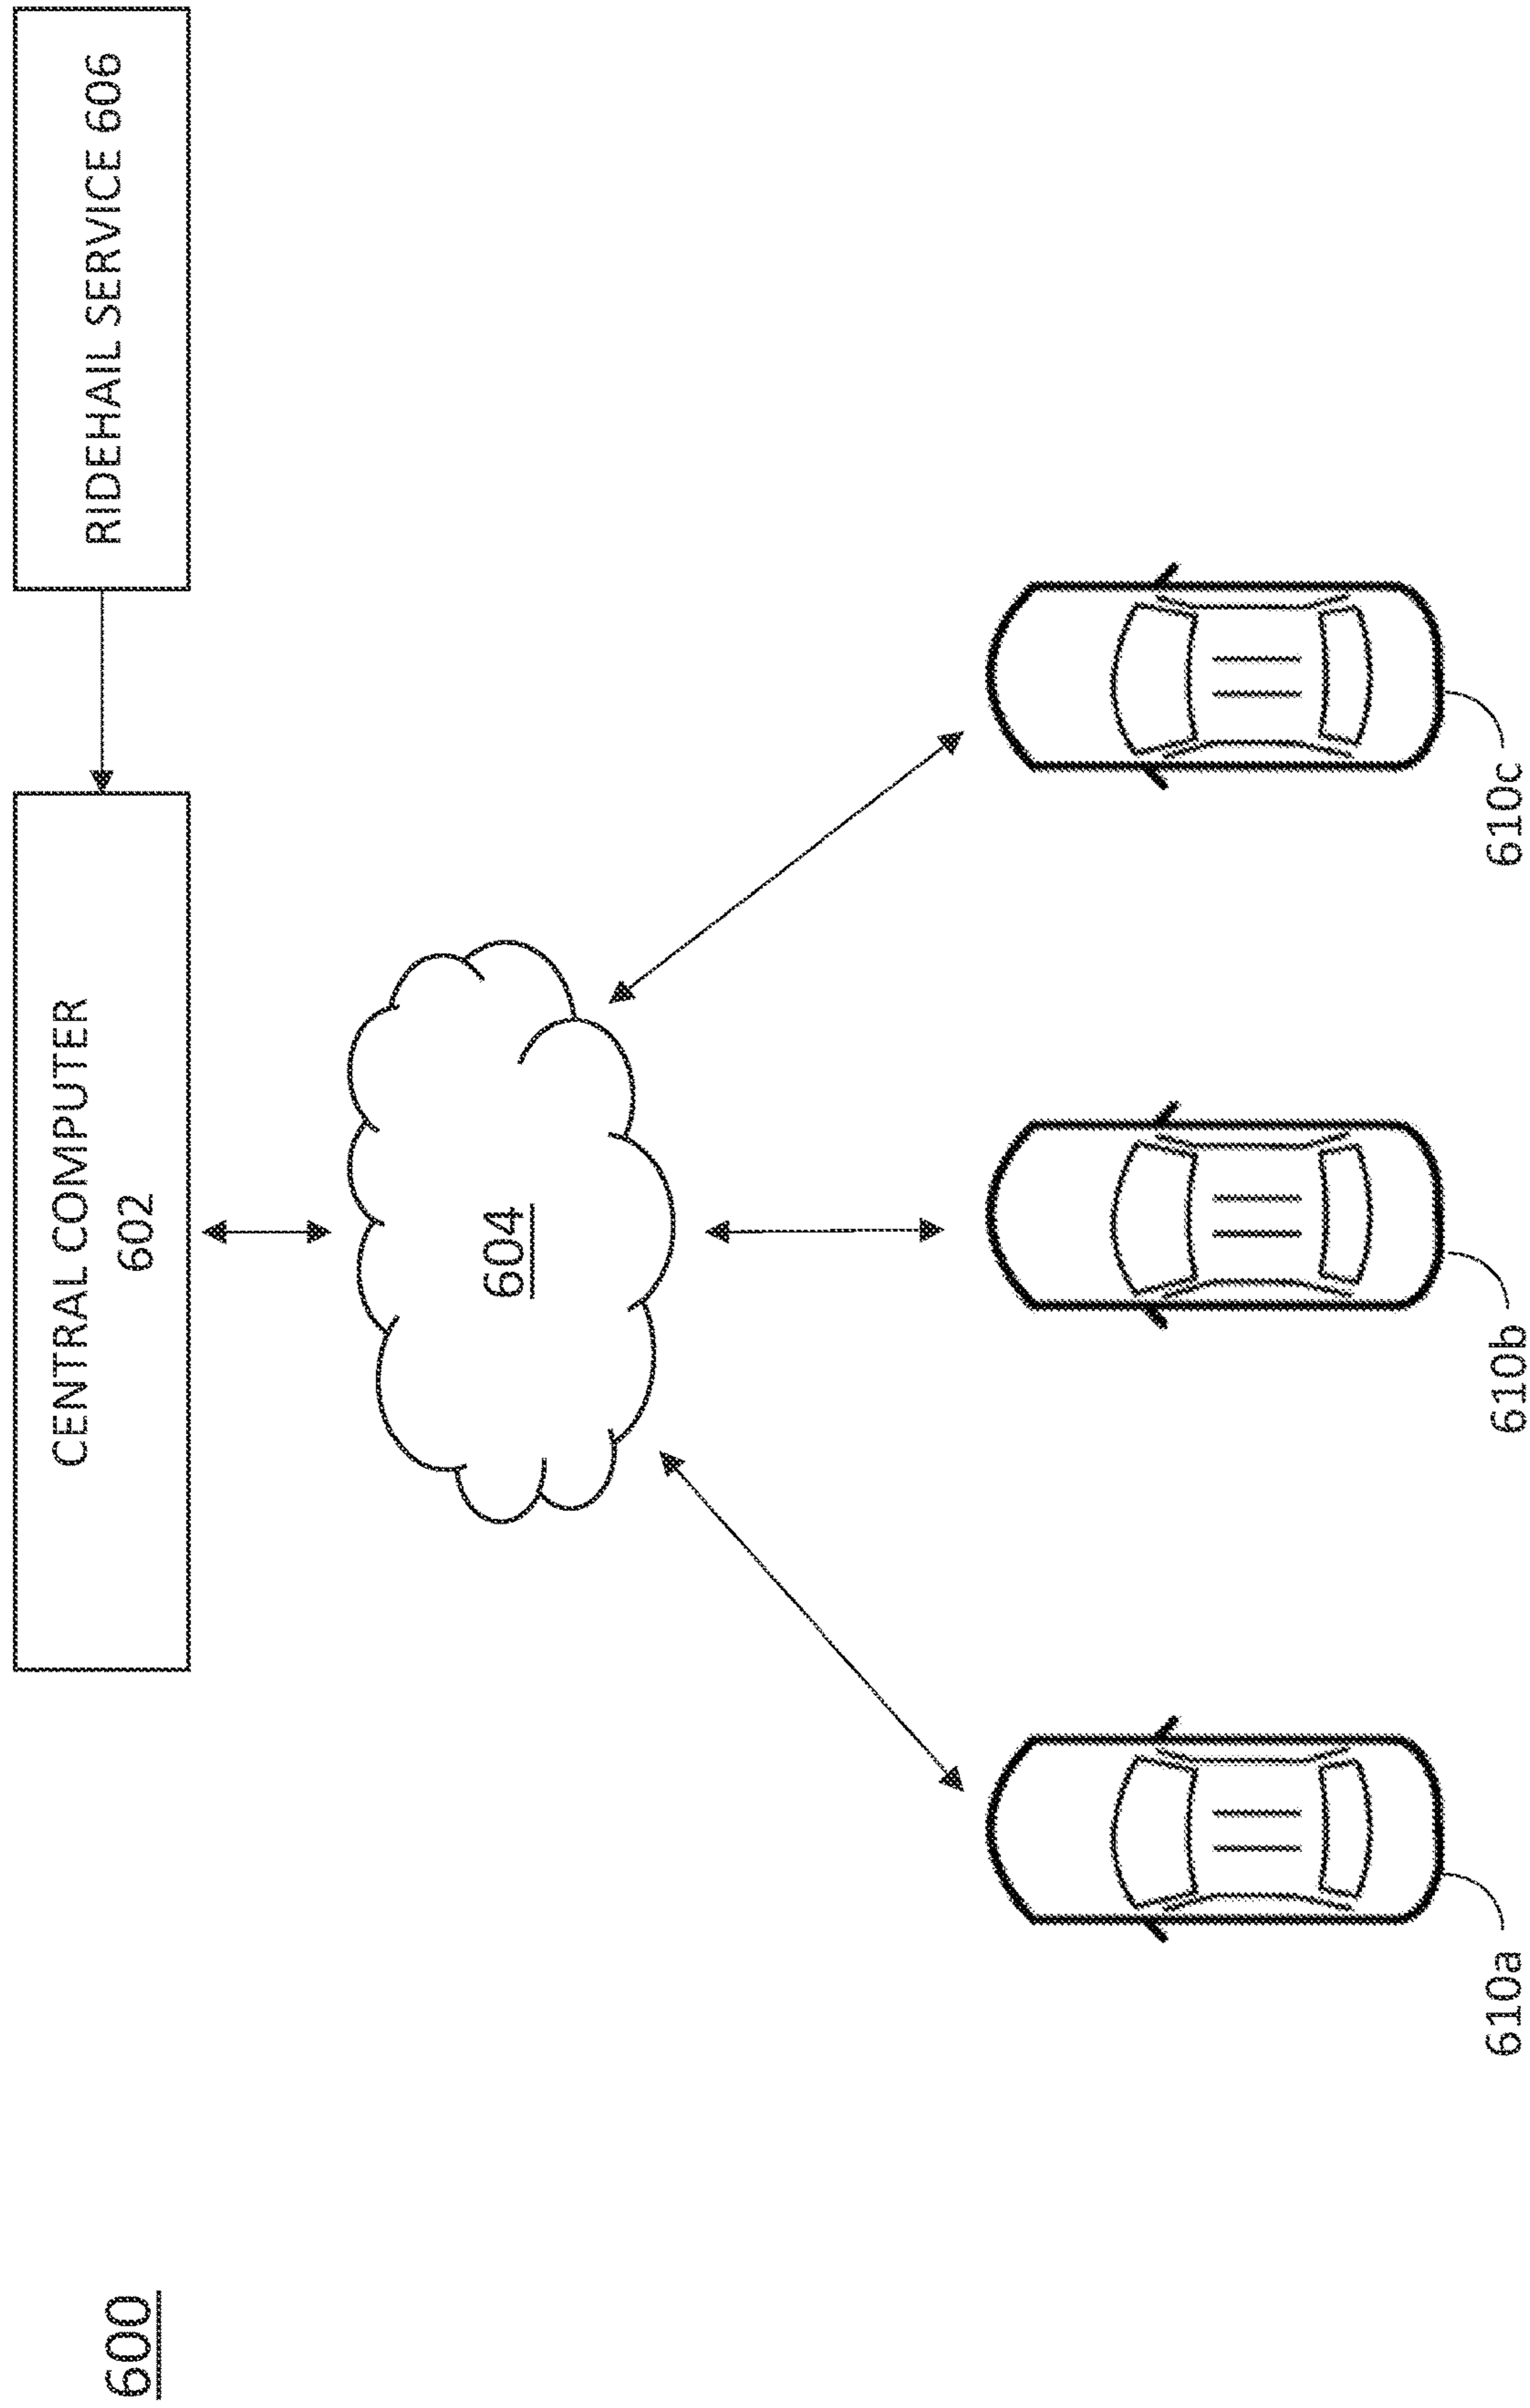 600
CENTRAL COMPUTER
602
RIDEHAIL SERVICE 606
604
610a
610b
610c